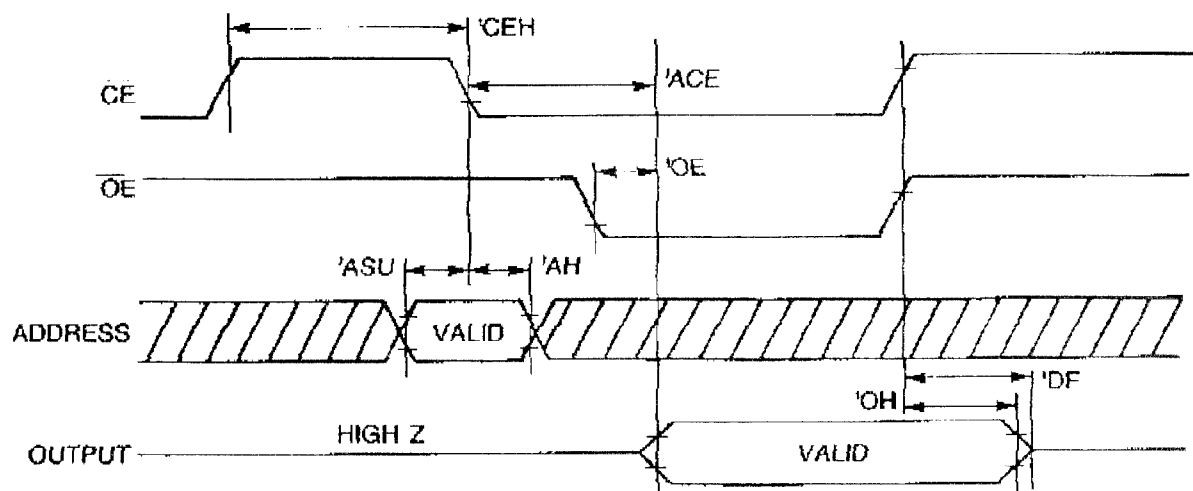 'CEH
CE
'ACE
OE
'OE
'ASU
'AH
ADDRESS
VALID
'DF
'OH
HIGH Z
OUTPUT
VALID